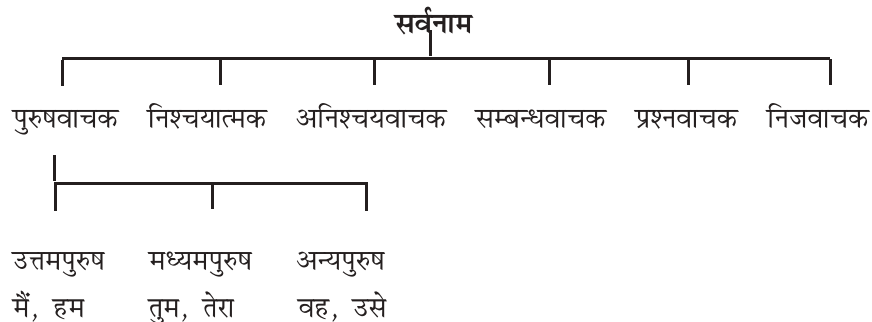 सर्वनाम
पुरुषवाचक निश्चयात्मक अनिश्चयवाचक सम्बन्धवाचक प्रश्नवाचक निजवाचक
उत्तमपुरुष मध्यमपुरुष अन्यपुरुष
मैं, हम तुम, तेरा वह, उसे